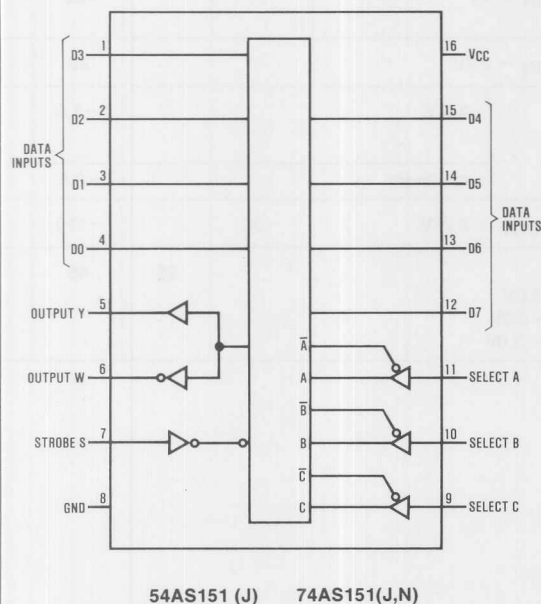 D3 1
D2 2
DATA
INPUTS
D1 3
D0 4
OUTPUT Y 5
OUTPUT W 6
STROBE S 7
GND 8
16 VCC
15 D4
14 D5
DATA
INPUTS
13 D6
12 D7
A̅
A 11 SELECT A
B̅
B 10 SELECT B
C̅
C 9 SELECT C
54AS151 (J) 74AS151(J,N)